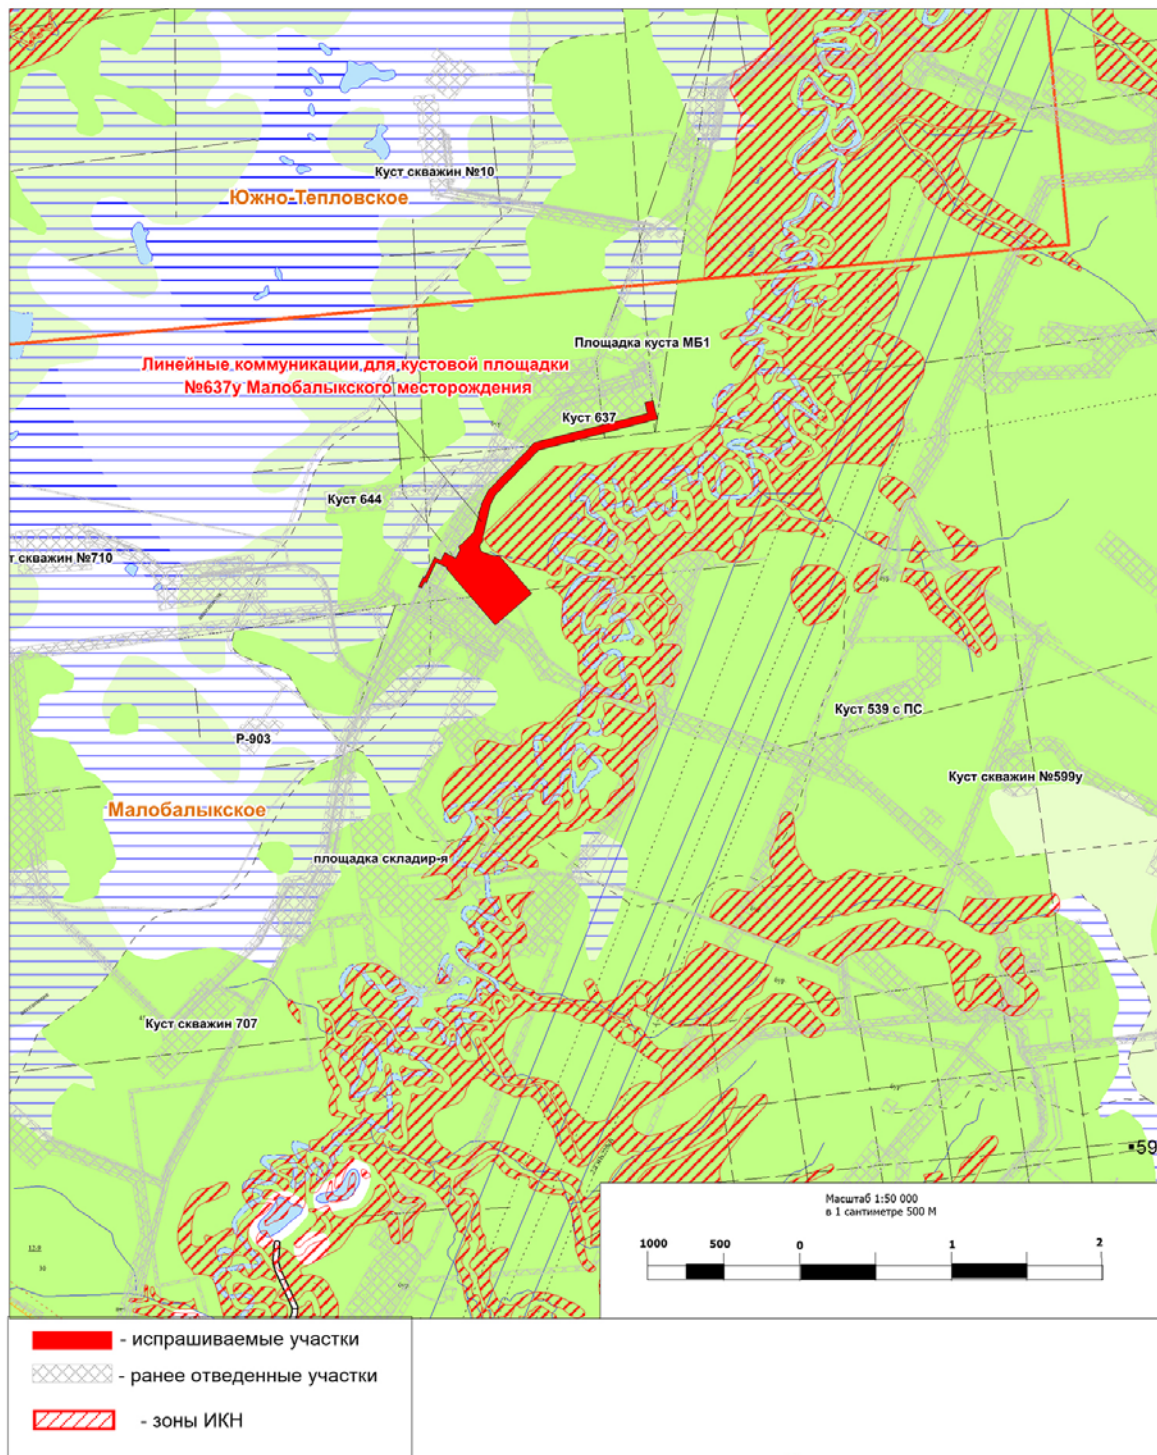 Куст скважин №10
Южно-Тепловское
Площадка куста МБ1
Линейные коммуникации для кустовой площадки
№637у Малобалыкского месторождения
Куст 637
Куст 644
т скважин №710
Куст 539 с ПС
Р-903
Куст скважин №599у
Малобалыкское
площадка складир-я
Куст скважин 707
59
Масштаб 1:50 000
в 1 сантиметре 500 М
1000 500 0 1 2
- испрашиваемые участки
- ранее отведенные участки
- зоны ИКН